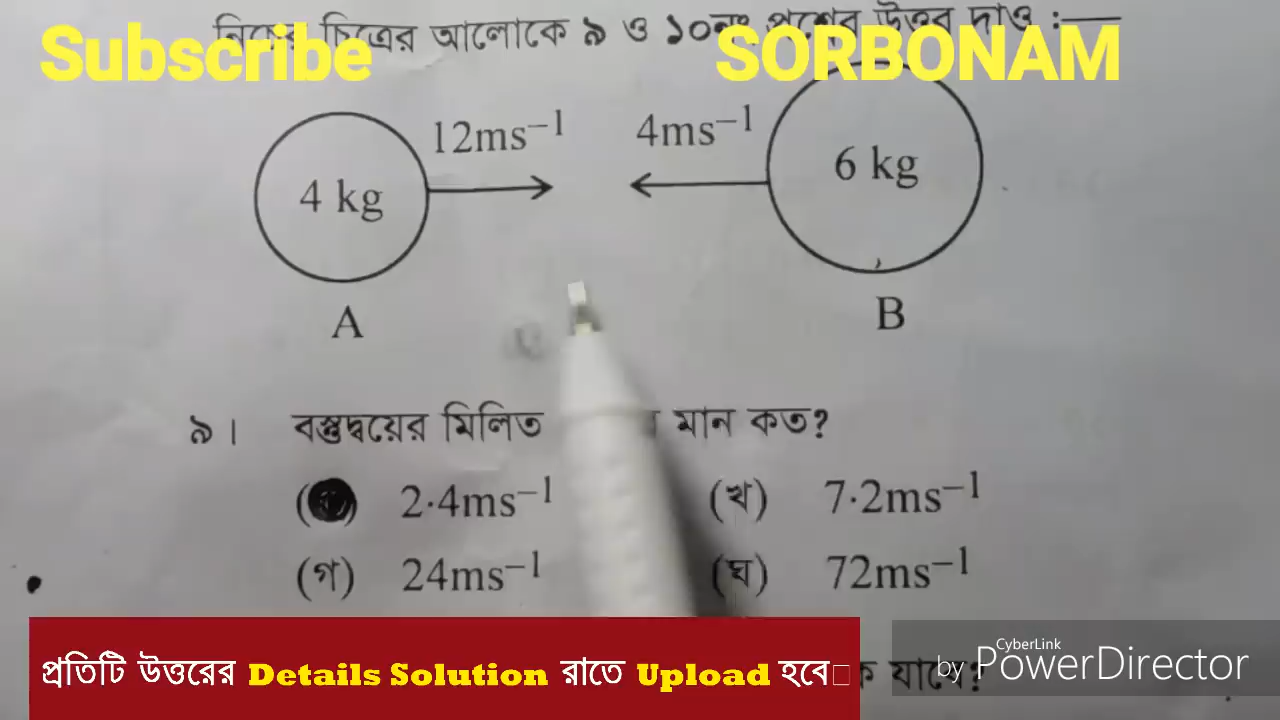 নিচের চিত্রের আলোকে ৯ ও ১০নং প্রশ্নের উত্তর দাও :—
Subscribe SORBONAM
12ms⁻¹ 4ms⁻¹
4 kg 6 kg
A B
৯। বস্তুদ্বয়ের মিলিত মান কত?
2·4ms⁻¹ (খ) 7·2ms⁻¹
(গ) 24ms⁻¹ (ঘ) 72ms⁻¹
প্রতিটি উত্তরের Details Solution রাতে Upload হবে
যাবে?
CyberLink
by PowerDirector